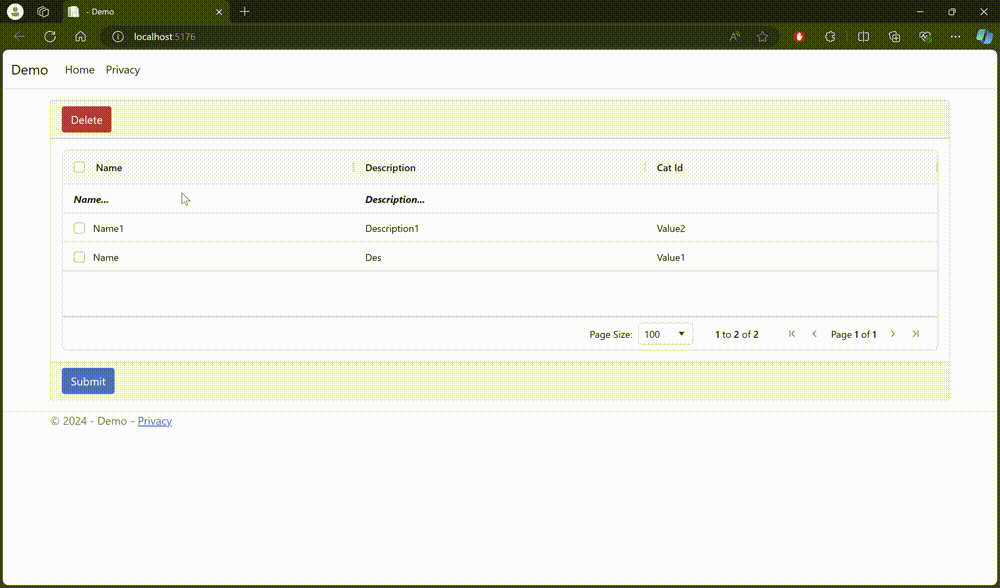 - Demo
localhost:5176
Demo Home Privacy
Delete
Name Description Cat Id
Name... Description...
Name1 Description1 Value2
Name Des Value1
Page Size: 100 1 to 2 of 2 Page 1 of 1
Submit
© 2024 - Demo - Privacy